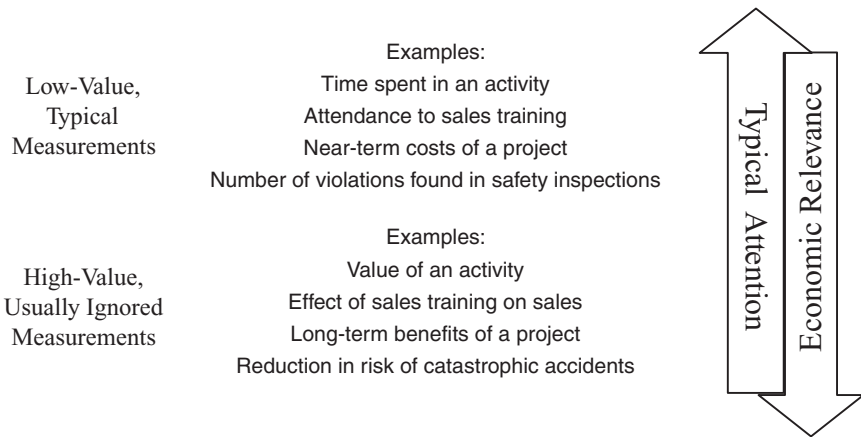 Low-Value,
Typical
Measurements
Examples:
Time spent in an activity
Attendance to sales training
Near-term costs of a project
Number of violations found in safety inspections
High-Value,
Usually Ignored
Measurements
Examples:
Value of an activity
Effect of sales training on sales
Long-term benefits of a project
Reduction in risk of catastrophic accidents
Typical Attention
Economic Relevance